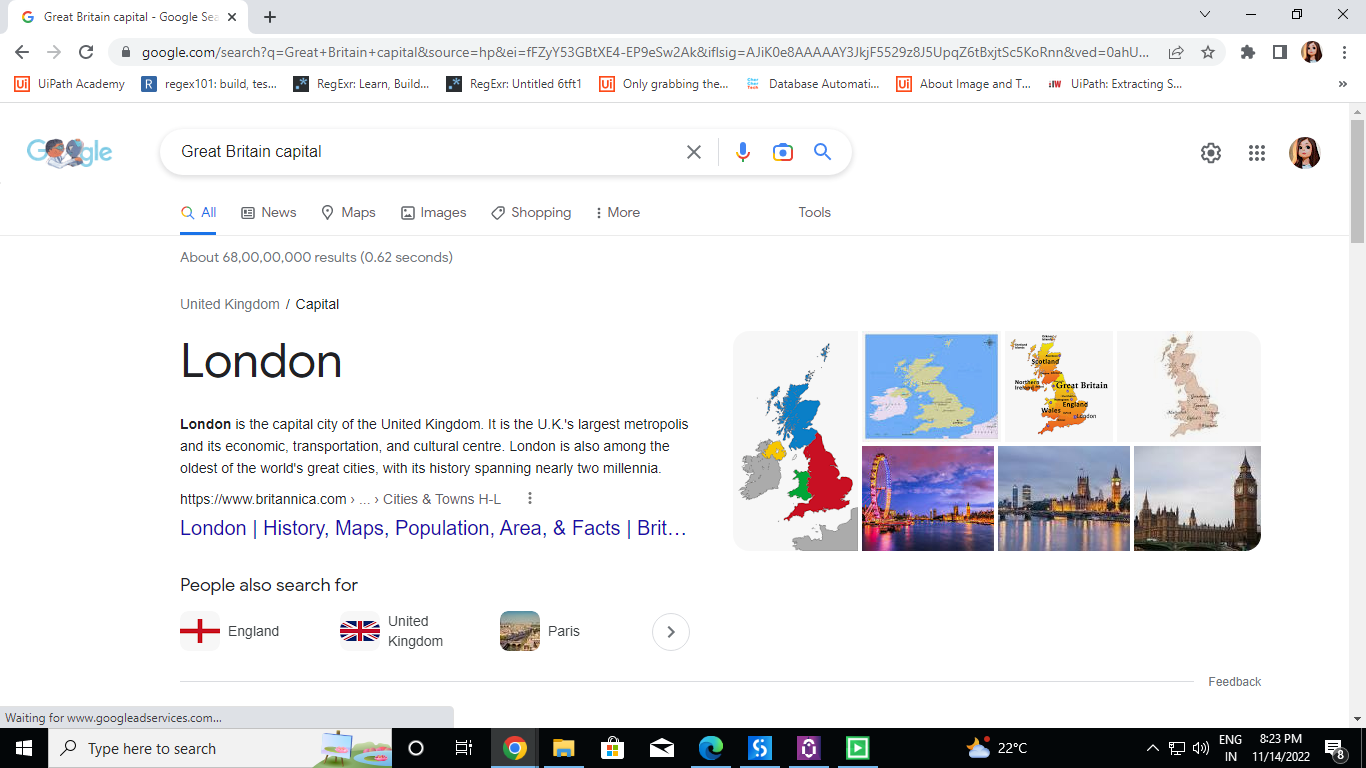 Great Britain capital - Google Sea
google.com/search?q=Great+Britain+capital&source=hp&ei=fFZyY53GBtXE4-EP9eSw2Ak&iflsig=AJiK0e8AAAAAY3JkjF5529z8J5UpqZ6tBxjtSc5KoRnn&ved=0ahU...
UiPath Academy
regex101: build, tes...
RegExr: Learn, Build...
RegExr: Untitled 6tft1
Only grabbing the...
Database Automati...
About Image and T...
UiPath: Extracting S...
Google
Great Britain capital
All News Maps Images Shopping More Tools
About 68,00,00,000 results (0.62 seconds)
United Kingdom / Capital
London
London is the capital city of the United Kingdom. It is the U.K.'s largest metropolis
and its economic, transportation, and cultural centre. London is also among the
oldest of the world's great cities, with its history spanning nearly two millennia.
https://www.britannica.com › ... › Cities & Towns H-L
London | History, Maps, Population, Area, & Facts | Brit...
Scotland
Great Britain
Northern
Ireland
England
Wales
London
People also search for
England
United
Kingdom
Paris
Feedback
Waiting for www.googleadservices.com...
Type here to search
22°C
ENG
IN
8:23 PM
11/14/2022
8